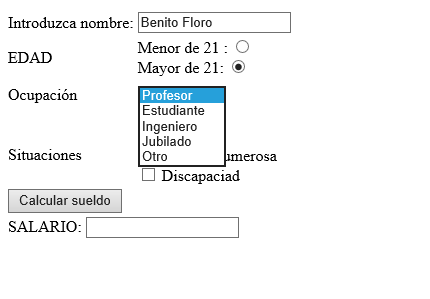 Introduzca nombre: Benito Floro
EDAD
Menor de 21 :
Mayor de 21:
Ocupación
Profesor
Estudiante
Ingeniero
Jubilado
Otro
Situaciones
umerosa
Discapaciad
Calcular sueldo
SALARIO: